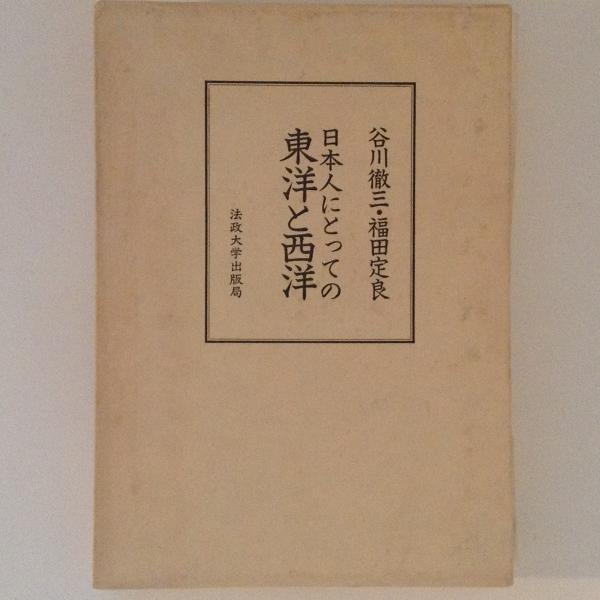 谷川徹三・福田定良
日本人にとっての
東洋と西洋
法政大学出版局